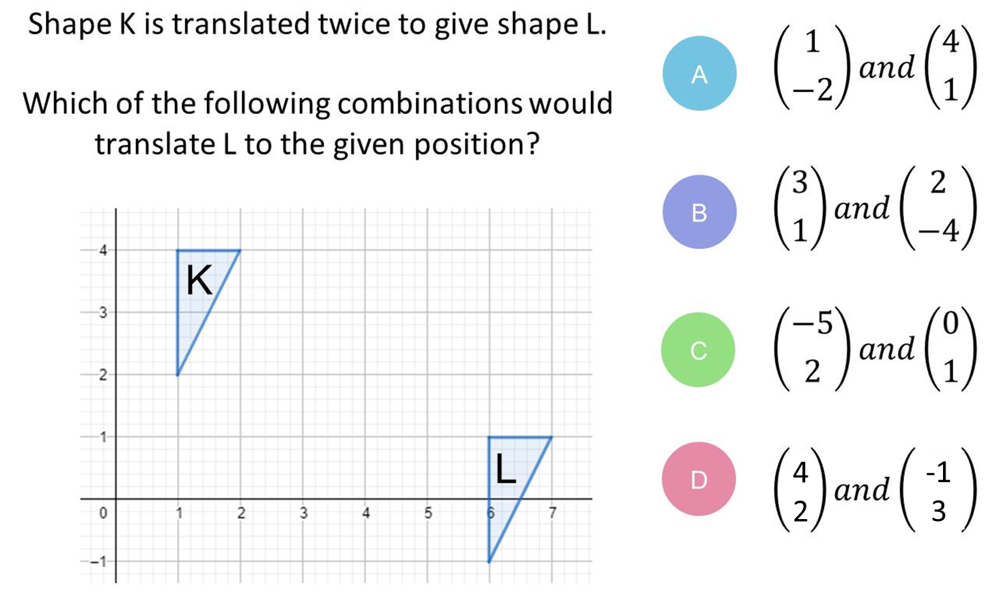 Shape K is translated twice to give shape L.
Which of the following combinations would
translate L to the given position?
4
3
2
1
0
1
2
3
4
5
6
7
−1
K
L
A
(1
−2) and (4
1)
B
(3
1) and (2
−4)
C
(−5
2) and (0
1)
D
(4
2) and (-1
3)